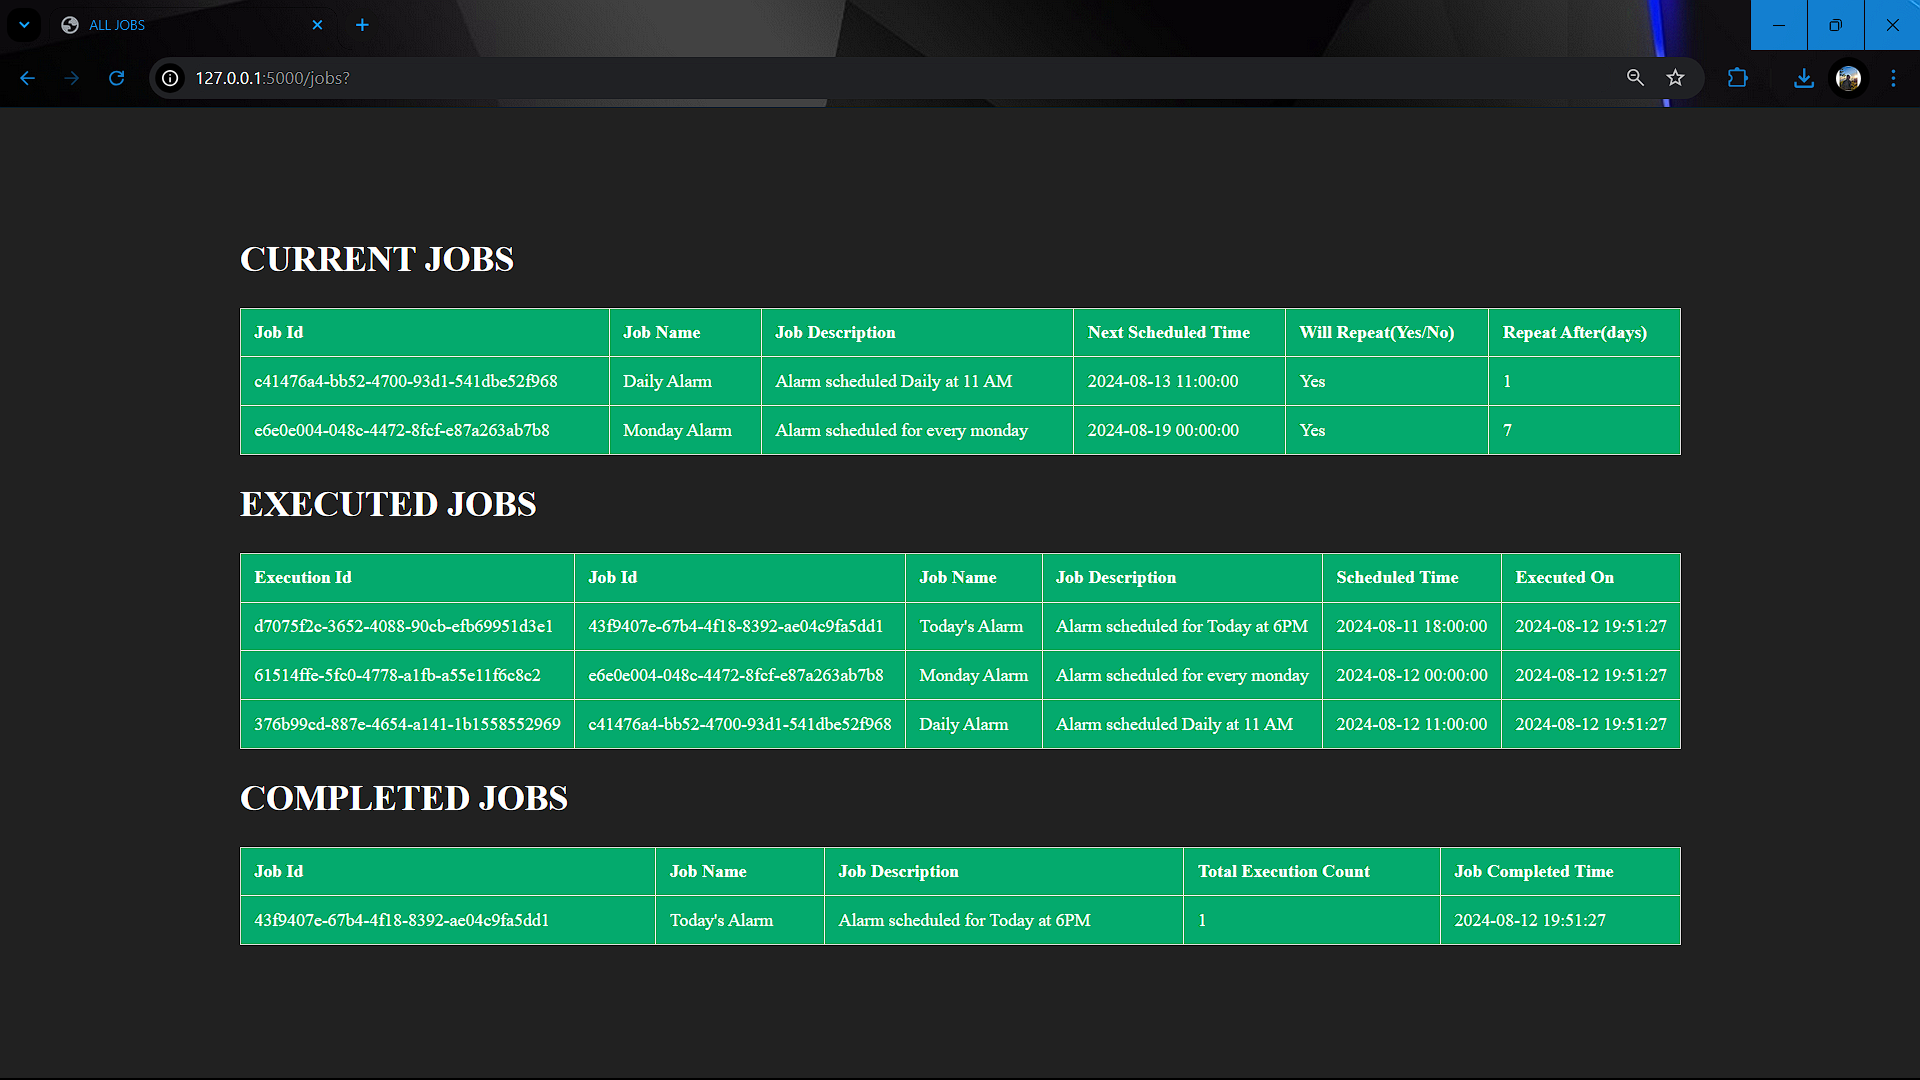 ALL JOBS
127.0.0.1:5000/jobs?
CURRENT JOBS
Job Id Job Name Job Description Next Scheduled Time Will Repeat(Yes/No) Repeat After(days)
c41476a4-bb52-4700-93d1-541dbe52f968 Daily Alarm Alarm scheduled Daily at 11 AM 2024-08-13 11:00:00 Yes 1
e6e0e004-048c-4472-8fcf-e87a263ab7b8 Monday Alarm Alarm scheduled for every monday 2024-08-19 00:00:00 Yes 7
EXECUTED JOBS
Execution Id Job Id Job Name Job Description Scheduled Time Executed On
d7075f2c-3652-4088-90cb-efb69951d3e1 43f9407e-67b4-4f18-8392-ae04c9fa5dd1 Today's Alarm Alarm scheduled for Today at 6PM 2024-08-11 18:00:00 2024-08-12 19:51:27
61514ffe-5fc0-4778-a1fb-a55e11f6c8c2 e6e0e004-048c-4472-8fcf-e87a263ab7b8 Monday Alarm Alarm scheduled for every monday 2024-08-12 00:00:00 2024-08-12 19:51:27
376b99cd-887e-4654-a141-1b1558552969 c41476a4-bb52-4700-93d1-541dbe52f968 Daily Alarm Alarm scheduled Daily at 11 AM 2024-08-12 11:00:00 2024-08-12 19:51:27
COMPLETED JOBS
Job Id Job Name Job Description Total Execution Count Job Completed Time
43f9407e-67b4-4f18-8392-ae04c9fa5dd1 Today's Alarm Alarm scheduled for Today at 6PM 1 2024-08-12 19:51:27